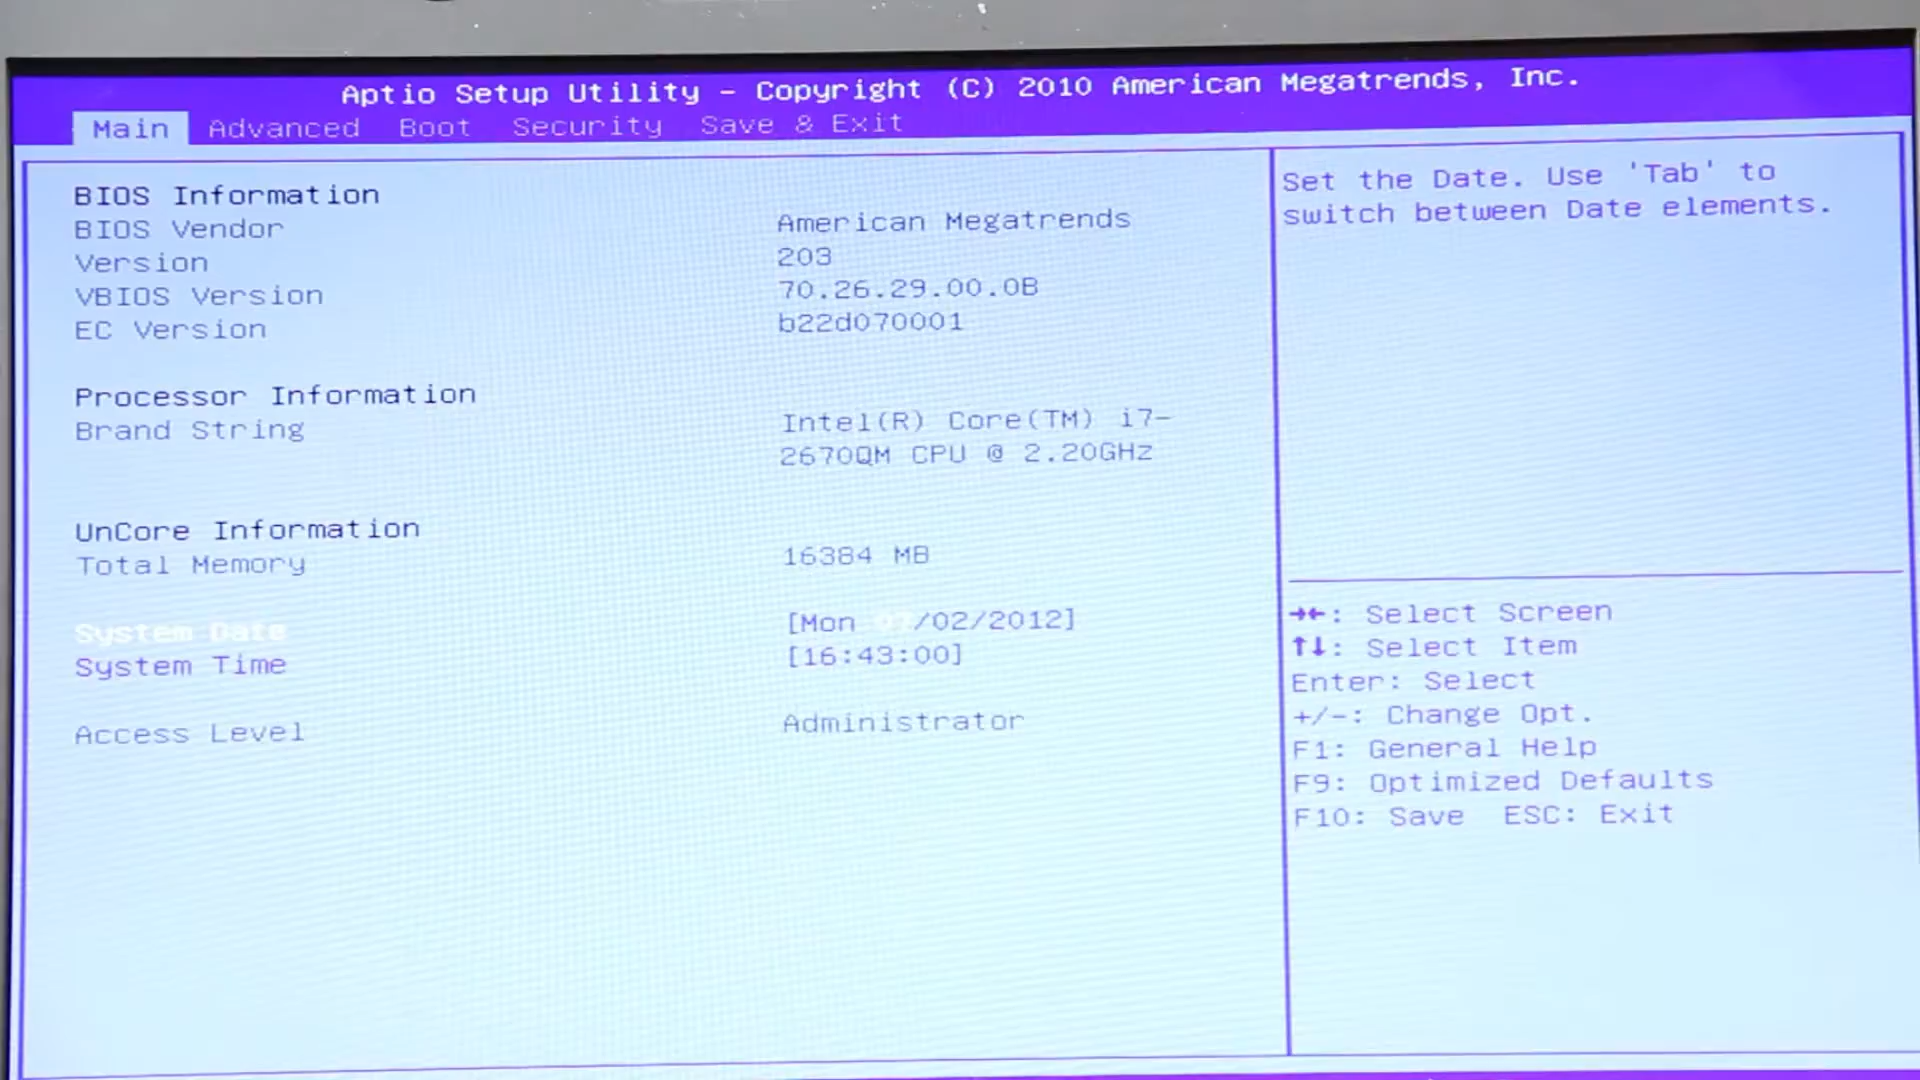 Aptio Setup Utility - Copyright (C) 2010 American Megatrends, Inc.
Main Advanced Boot Security Save & Exit
BIOS Information
BIOS Vendor American Megatrends
Version 203
VBIOS Version 70.26.29.00.0B
EC Version b22d070001
Processor Information
Brand String Intel(R) Core(TM) i7-
2670QM CPU @ 2.20GHz
UnCore Information
Total Memory 16384 MB
System Date [Mon 07/02/2012]
System Time [16:43:00]
Access Level Administrator
Set the Date. Use 'Tab' to
switch between Date elements.
→←: Select Screen
↑↓: Select Item
Enter: Select
+/-: Change Opt.
F1: General Help
F9: Optimized Defaults
F10: Save ESC: Exit